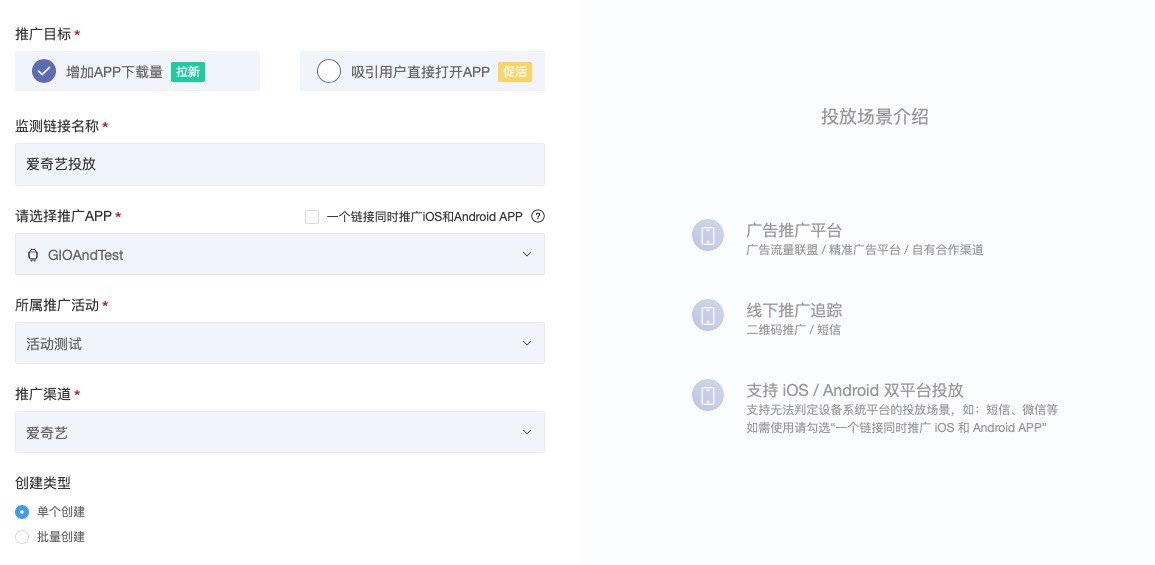 推广目标*
增加APP下载量 拉新
吸引用户直接打开APP 促活
监测链接名称*
爱奇艺投放
请选择推广APP*
一个链接同时推广iOS和Android APP ?
GIOAndTest
所属推广活动*
活动测试
推广渠道*
爱奇艺
创建类型
单个创建
批量创建
投放场景介绍
广告推广平台
广告流量联盟 / 精准广告平台 / 自有合作渠道
线下推广追踪
二维码推广 / 短信
支持 iOS / Android 双平台投放
支持无法判定设备系统平台的投放场景，如：短信、微信等
如需使用请勾选“一个链接同时推广 iOS 和 Android APP”